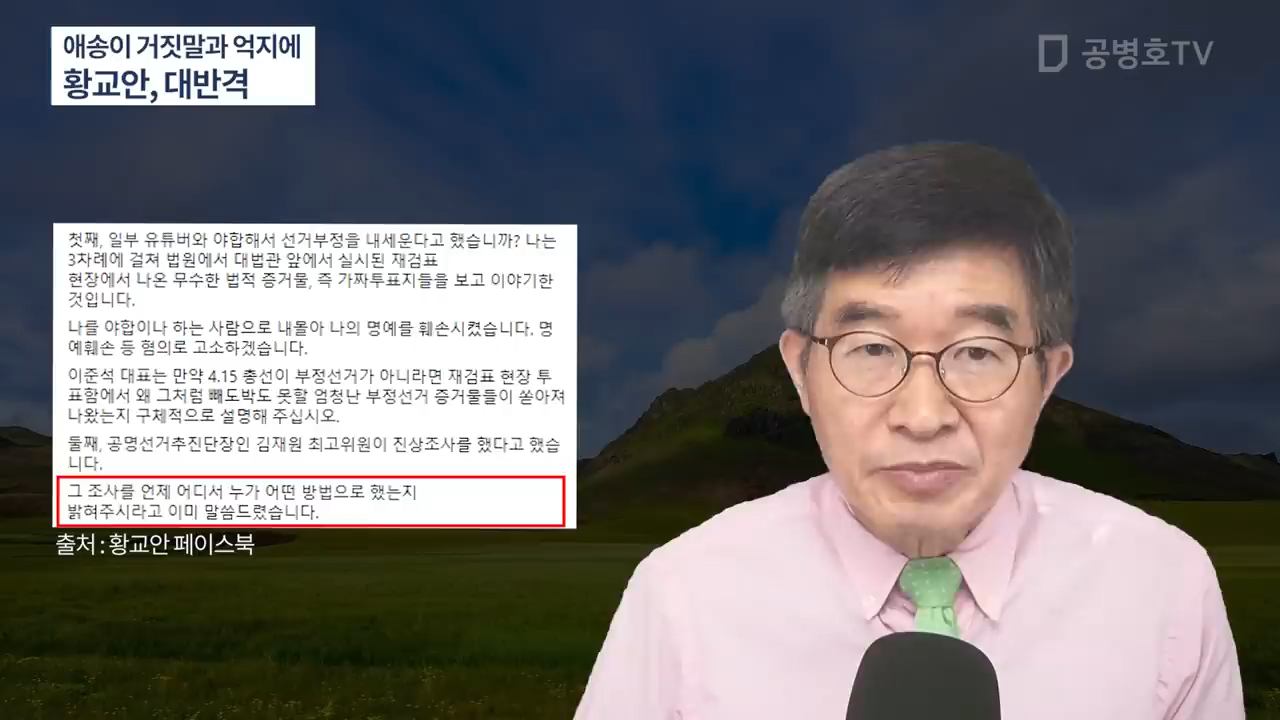 애송이 거짓말과 억지에
황교안, 대반격
공병호TV
첫째, 일부 유튜버와 야합해서 선거부정을 내세운다고 했습니까? 나는
3차례에 걸쳐 법원에서 대법관 앞에서 실시된 재검표
현장에서 나온 무수한 법적 증거물, 즉 가짜투표지들을 보고 이야기한
것입니다.
나를 야합이나 하는 사람으로 내몰아 나의 명예를 훼손시켰습니다. 명
예훼손 등 혐의로 고소하겠습니다.
이준석 대표는 만약 4.15 총선이 부정선거가 아니라면 재검표 현장 투
표함에서 왜 그처럼 빼도박도 못할 엄청난 부정선거 증거물들이 쏟아져
나왔는지 구체적으로 설명해 주십시오.
둘째, 공명선거추진단장인 김재원 최고위원이 진상조사를 했다고 했습
니다.
그 조사를 언제 어디서 누가 어떤 방법으로 했는지
밝혀주시라고 이미 말씀드렸습니다.
출처 : 황교안 페이스북